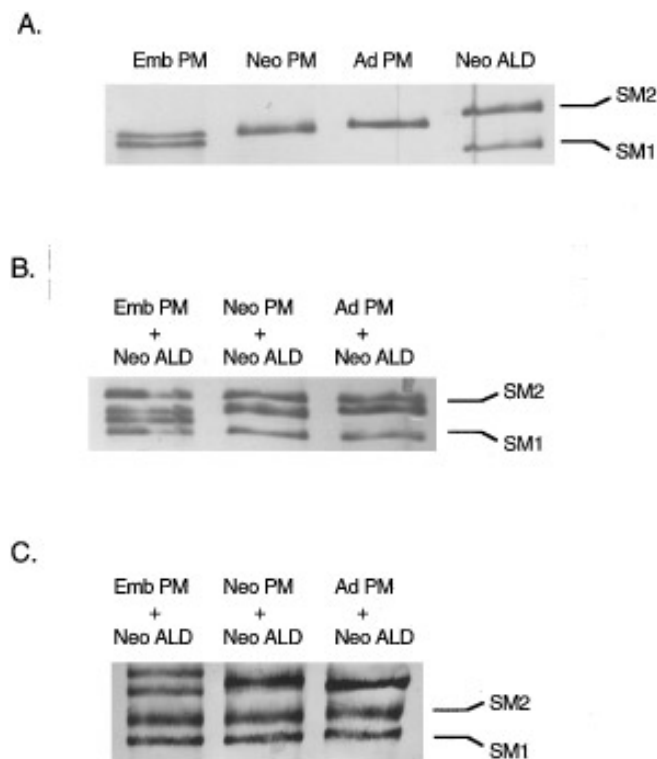 A.
Emb PM Neo PM Ad PM Neo ALD
SM2
SM1
B.
Emb PM Neo PM Ad PM
+ + +
Neo ALD Neo ALD Neo ALD
SM2
SM1
C.
Emb PM Neo PM Ad PM
+ + +
Neo ALD Neo ALD Neo ALD
SM2
SM1